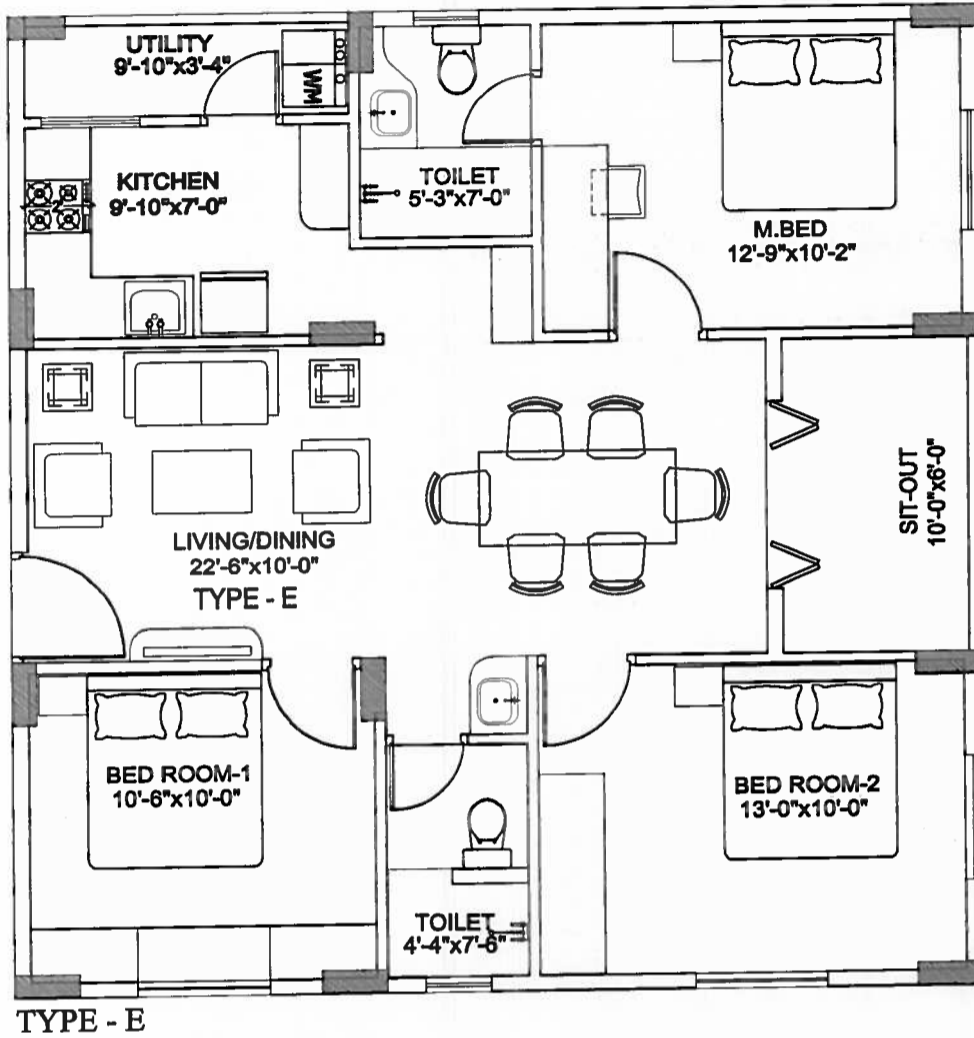 UTILITY
9'-10"x3'-4"
WM
KITCHEN
9'-10"x7'-0"
TOILET
5'-3"x7'-0"
M.BED
12'-9"x10'-2"
SIT-OUT
10'-0"x6'-0"
LIVING/DINING
22'-6"x10'-0"
TYPE - E
BED ROOM-1
10'-6"x10'-0"
BED ROOM-2
13'-0"x10'-0"
TOILET
4'-4"x7'-6"
TYPE - E